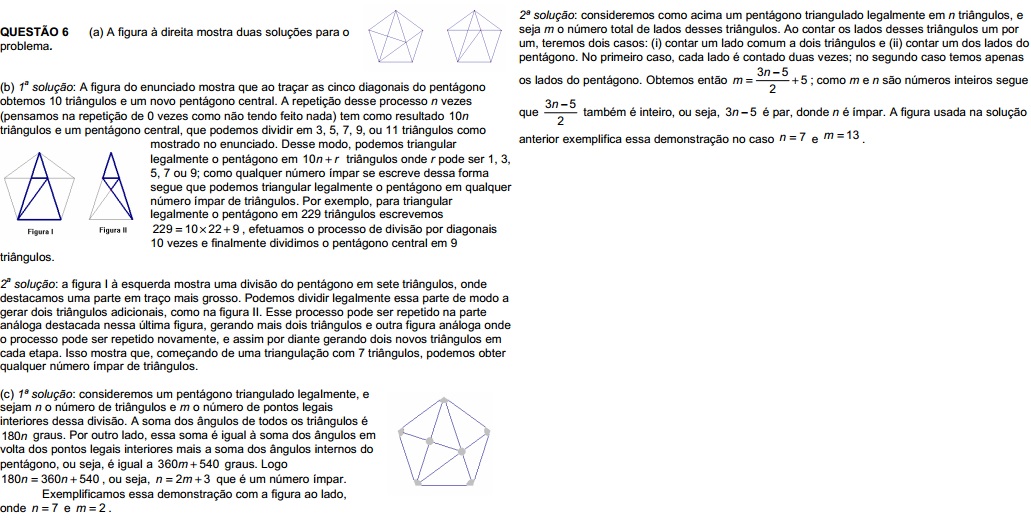 QUESTÃO 6 (a) A figura à direita mostra duas soluções para o
problema.
(b) 1ª solução: A figura do enunciado mostra que ao traçar as cinco diagonais do pentágono
obtemos 10 triângulos e um novo pentágono central. A repetição desse processo n vezes
(pensamos na repetição de 0 vezes como não tendo feito nada) tem como resultado 10n
triângulos e um pentágono central, que podemos dividir em 3, 5, 7, 9, ou 11 triângulos como
mostrado no enunciado. Desse modo, podemos triangular
legalmente o pentágono em 10n + r triângulos onde r pode ser 1, 3,
5, 7 ou 9; como qualquer número ímpar se escreve dessa forma
segue que podemos triangular legalmente o pentágono em qualquer
número ímpar de triângulos. Por exemplo, para triangular
legalmente o pentágono em 229 triângulos escrevemos
229 = 10×22 + 9 , efetuamos o processo de divisão por diagonais
10 vezes e finalmente dividimos o pentágono central em 9
triângulos.
Figura I
Figura II
2ª solução: a figura I à esquerda mostra uma divisão do pentágono em sete triângulos, onde
destacamos uma parte em traço mais grosso. Podemos dividir legalmente essa parte de modo a
gerar dois triângulos adicionais, como na figura II. Esse processo pode ser repetido na parte
análoga destacada nessa última figura, gerando mais dois triângulos e outra figura análoga onde
o processo pode ser repetido novamente, e assim por diante gerando dois novos triângulos em
cada etapa. Isso mostra que, começando de uma triangulação com 7 triângulos, podemos obter
qualquer número ímpar de triângulos.
(c) 1ª solução: consideremos um pentágono triangulado legalmente, e
sejam n o número de triângulos e m o número de pontos legais
interiores dessa divisão. A soma dos ângulos de todos os triângulos é
180n graus. Por outro lado, essa soma é igual à soma dos ângulos em
volta dos pontos legais interiores mais a soma dos ângulos internos do
pentágono, ou seja, é igual a 360m + 540 graus. Logo
180n = 360n + 540 , ou seja, n = 2m + 3 que é um número ímpar.
Exemplificamos essa demonstração com a figura ao lado,
onde n = 7 e m = 2 .
2ª solução: consideremos como acima um pentágono triangulado legalmente em n triângulos, e
seja m o número total de lados desses triângulos. Ao contar os lados desses triângulos um por
um, teremos dois casos: (i) contar um lado comum a dois triângulos e (ii) contar um dos lados do
pentágono. No primeiro caso, cada lado é contado duas vezes; no segundo caso temos apenas
os lados do pentágono. Obtemos então m = (3n − 5)/2 + 5 ; como m e n são números inteiros segue
que (3n − 5)/2 também é inteiro, ou seja, 3n − 5 é par, donde n é ímpar. A figura usada na solução
anterior exemplifica essa demonstração no caso n = 7 e m = 13 .